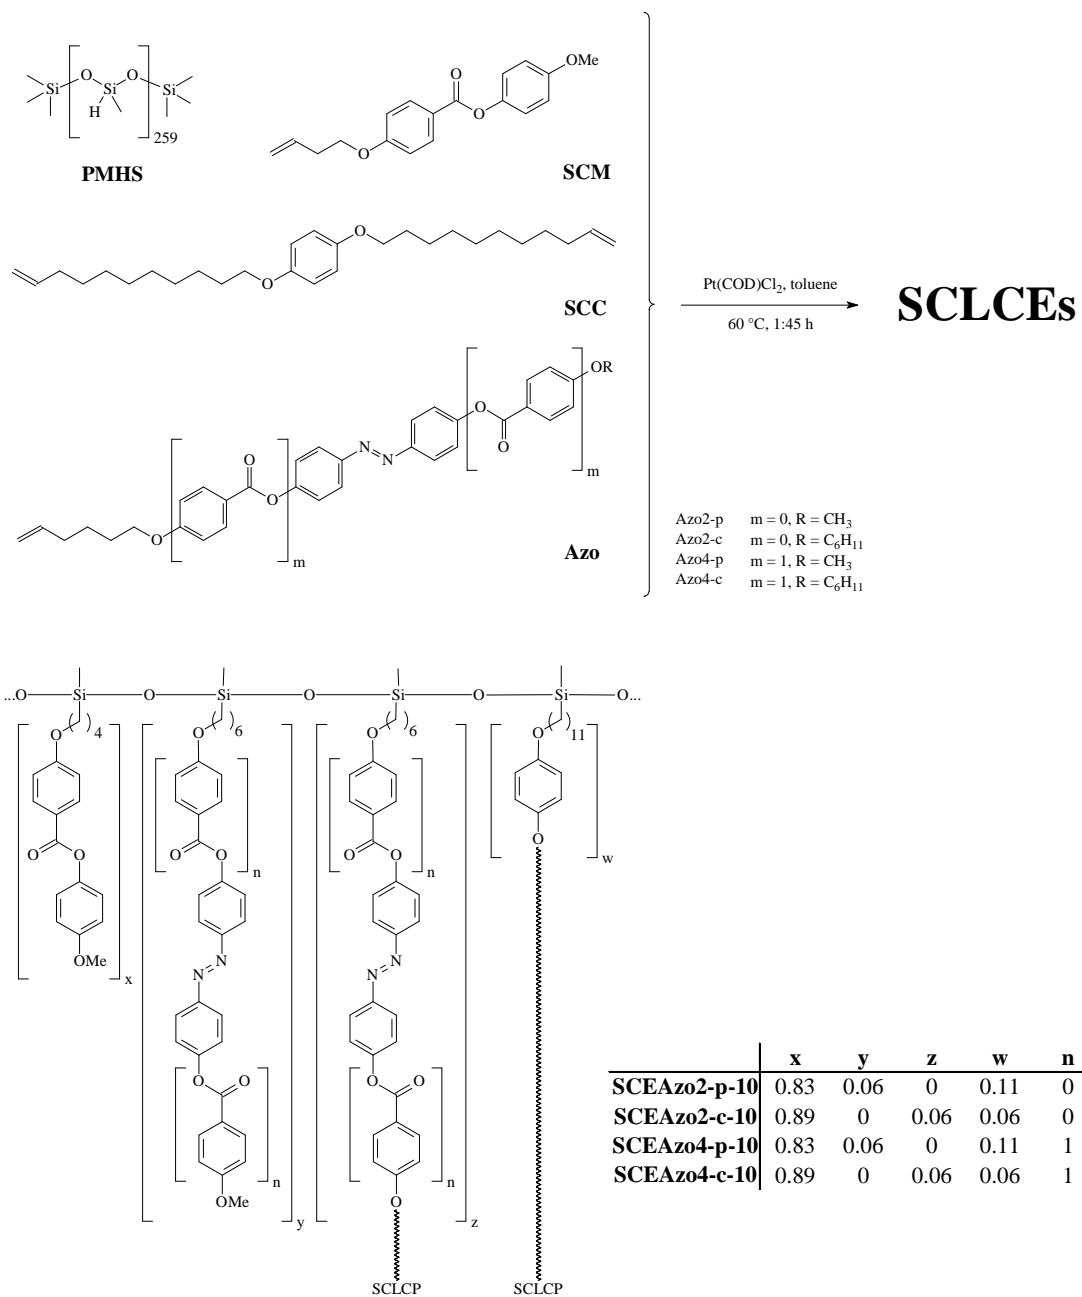 Si
O
Si
H
O
Si
259
PMHS
O
O
OMe
O
SCM
O
O
SCC
Pt(COD)Cl2, toluene
60 °C, 1:45 h
SCLCEs
O
O
O
m
N
N
O
O
OR
m
Azo
Azo2-p m = 0, R = CH3
Azo2-c m = 0, R = C6H11
Azo4-p m = 1, R = CH3
Azo4-c m = 1, R = C6H11
...O Si O Si O Si O Si O...
O ( )4 O ( )6 O ( )6 O ( )11
O O O O O O O
n n w
OMe x
N N N N
O O O O
n n
OMe y O z
SCLCP SCLCP
x y z w n
SCEAzo2-p-10 0.83 0.06 0 0.11 0
SCEAzo2-c-10 0.89 0 0.06 0.06 0
SCEAzo4-p-10 0.83 0.06 0 0.11 1
SCEAzo4-c-10 0.89 0 0.06 0.06 1